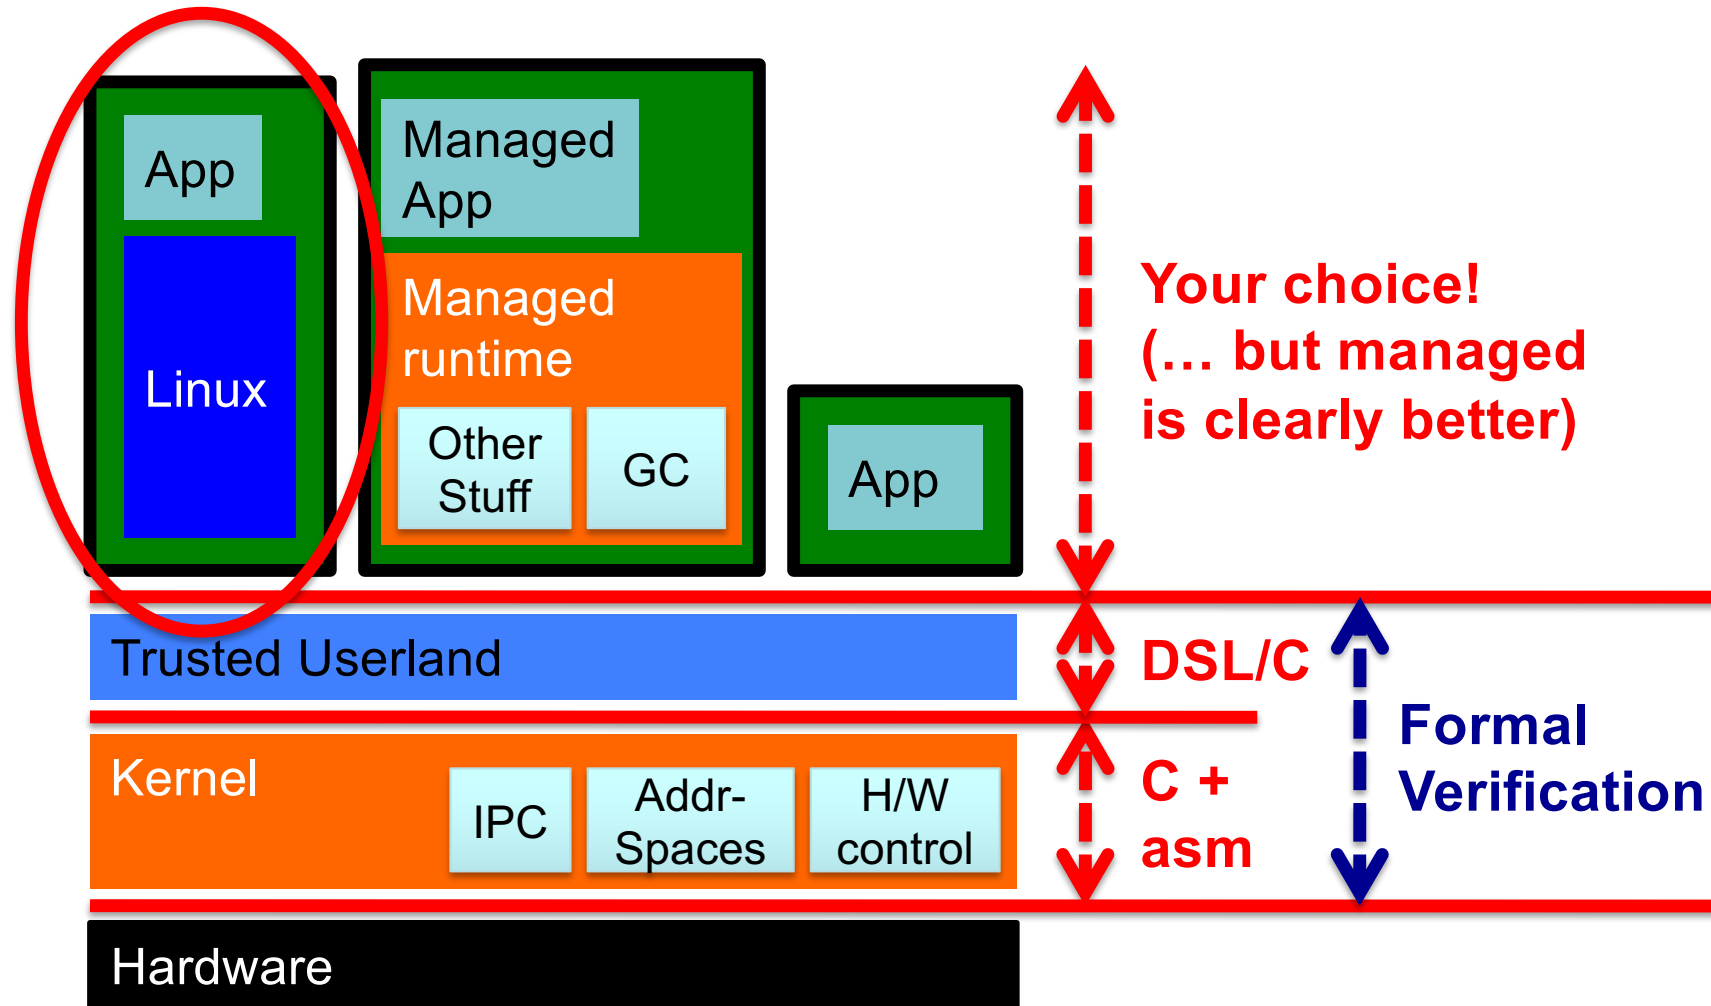 App
Linux
Managed
App
Managed
runtime
Other
Stuff
GC
App
Your choice!
(… but managed
is clearly better)
Trusted Userland
DSL/C
Kernel
IPC
Addr-
Spaces
H/W
control
C +
asm
Formal
Verification
Hardware